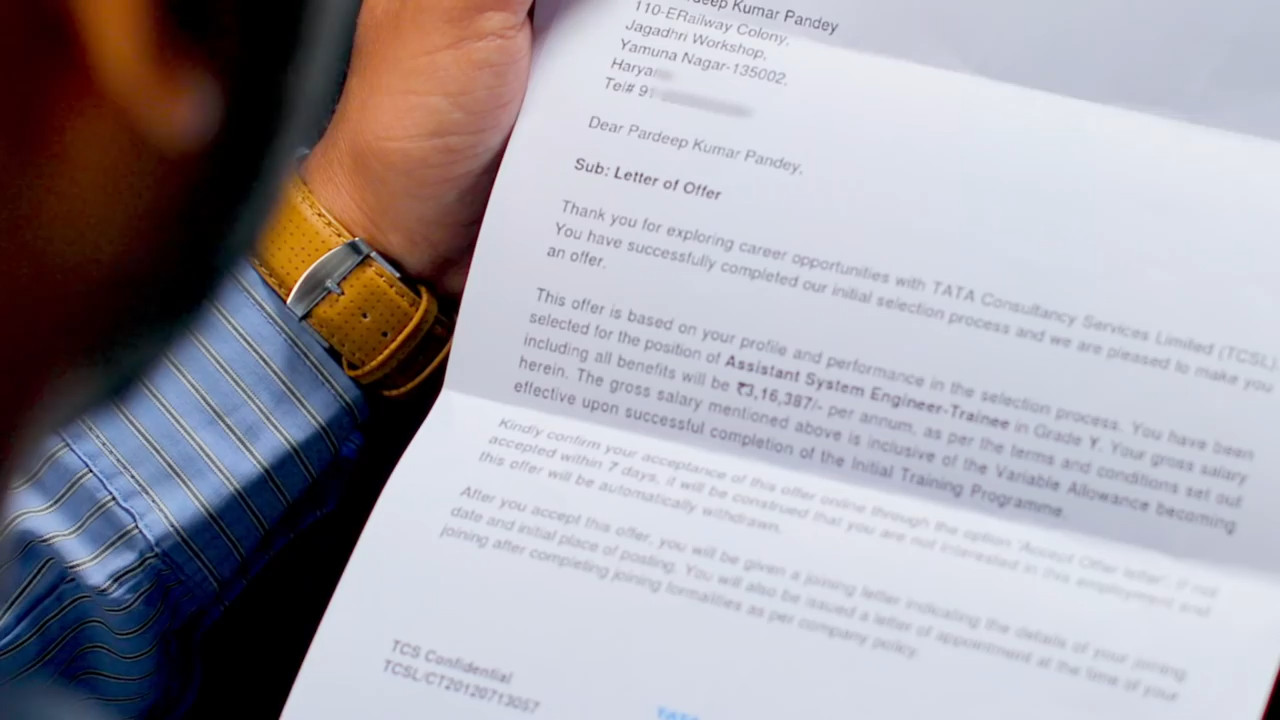 deep Kumar Pandey
110-ERailway Colony,
Jagadhri Workshop,
Yamuna Nagar-135002,
Harya
Tel# 9
Dear Pardeep Kumar Pandey,
Sub: Letter of Offer
Thank you for exploring career opportunities with TATA Consultancy Services Limited (TCSL).
You have successfully completed our initial selection process and we are pleased to make you
an offer.
This offer is based on your profile and performance in the selection process. You have been
selected for the position of Assistant System Engineer-Trainee in Grade Y. Your gross salary
including all benefits will be ₹3,16,387/- per annum, as per the terms and conditions set out
herein. The gross salary mentioned above is inclusive of the Variable Allowance becoming
effective upon successful completion of the Initial Training Programme.
Kindly confirm your acceptance of this offer online through the option 'Accept Offer letter'. If not
accepted within 7 days, it will be construed that you are not interested in this employment and
this offer will be automatically withdrawn.
After you accept this offer, you will be given a joining letter indicating the details of your joining
date and initial place of posting. You will also be issued a letter of appointment at the time of your
joining after completing joining formalities as per company policy.
TCS Confidential
TCSL/CT20120713057
TATA